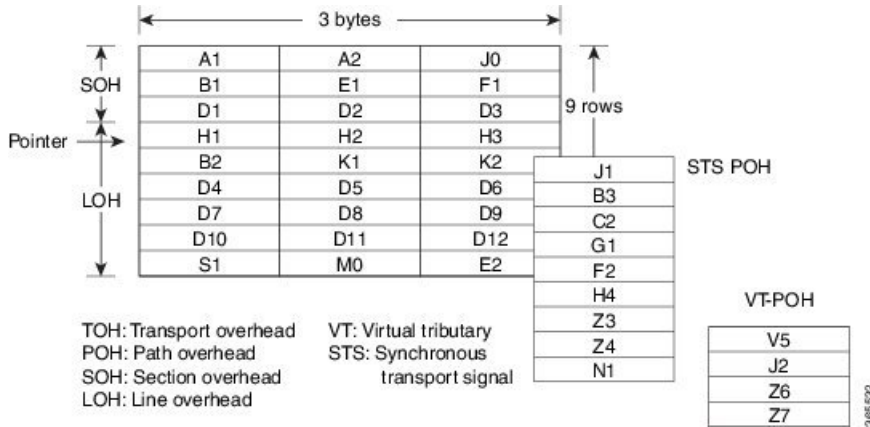 3 bytes
A1 A2 J0
SOH B1 E1 F1
D1 D2 D3 9 rows
Pointer H1 H2 H3
B2 K1 K2
J1 STS POH
LOH D4 D5 D6
B3
D7 D8 D9
C2
D10 D11 D12
G1
S1 M0 E2
F2
H4
VT-POH
Z3
Z4
N1
V5
J2
Z6
Z7
TOH: Transport overhead
POH: Path overhead
SOH: Section overhead
LOH: Line overhead
VT: Virtual tributary
STS: Synchronous
transport signal